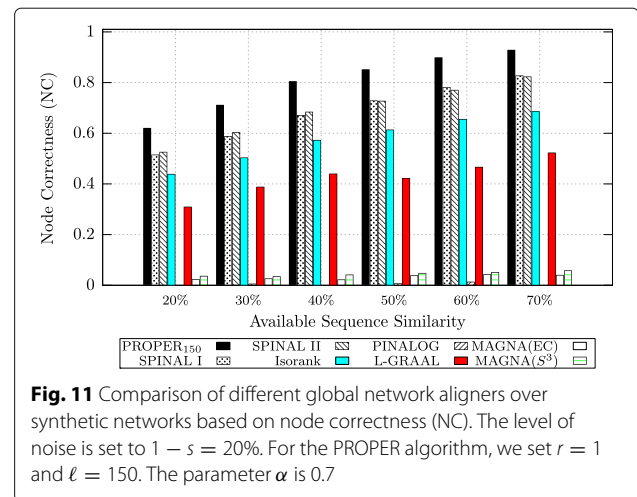 1
0.8
0.6
0.4
0.2
0
Node Correctness (NC)
20% 30% 40% 50% 60% 70%
Available Sequence Similarity
PROPER150 SPINAL II PINALOG MAGNA(EC)
SPINAL I Isorank L-GRAAL MAGNA(S³)
Fig. 11 Comparison of different global network aligners over
synthetic networks based on node correctness (NC). The level of
noise is set to 1 − s = 20%. For the PROPER algorithm, we set r = 1
and ℓ = 150. The parameter α is 0.7